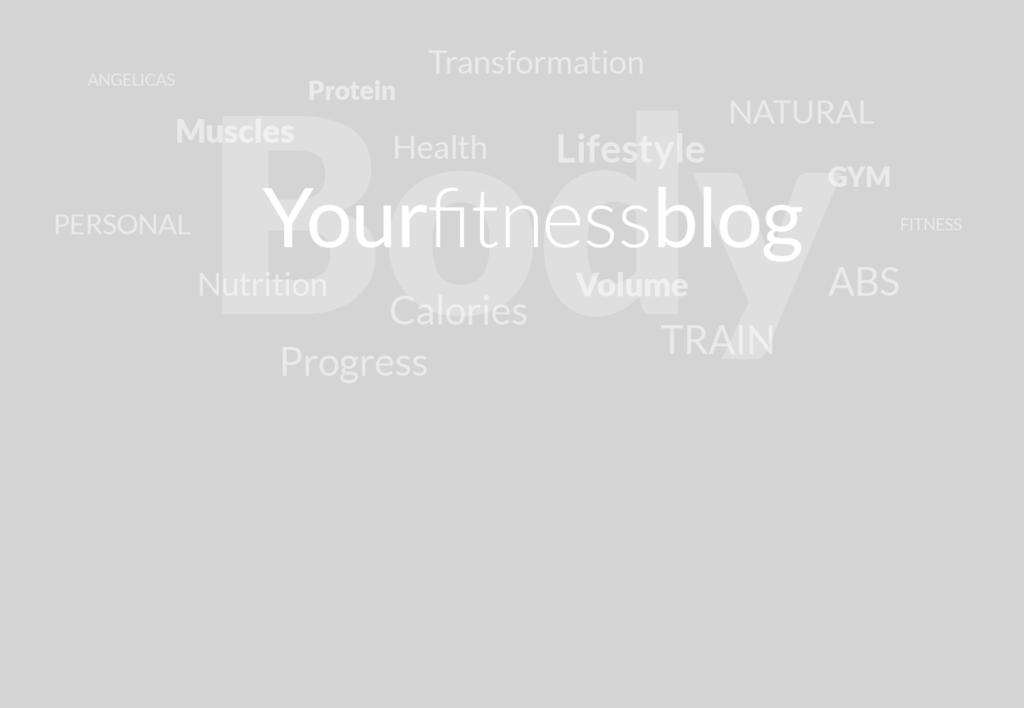 Transformation
ANGELICAS
Protein
NATURAL
Muscles
Health
Lifestyle
GYM
Body
PERSONAL
Yourfitnessblog
FITNESS
Nutrition
Volume
ABS
Calories
TRAIN
Progress